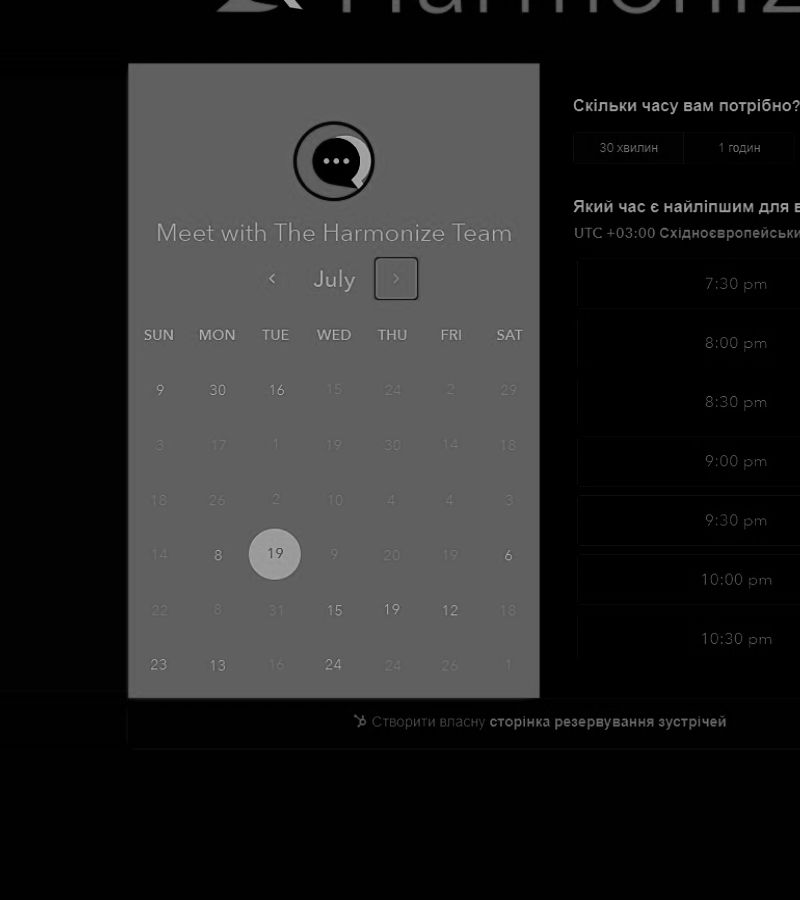 Harmoniz
Meet with The Harmonize Team
July
SUN MON TUE WED THU FRI SAT
9 30 16 15 24 2 29
3 17 1 19 30 14 18
18 26 2 10 4 4 3
14 8 19 9 20 19 6
22 8 31 15 19 12 18
23 13 16 24 24 26 1
Скільки часу вам потрібно?
30 хвилин 1 годин
Який час є найліпшим для
UTC +03:00
7:30 pm
8:00 pm
8:30 pm
9:00 pm
9:30 pm
10:00 pm
10:30 pm
Створити власну сторінка резервування зустрічей